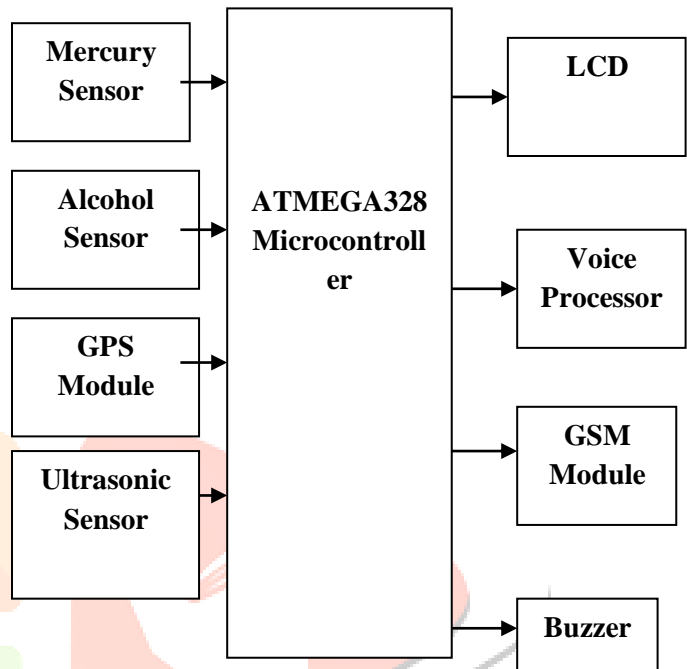 Mercury
Sensor
Alcohol
Sensor
GPS
Module
Ultrasonic
Sensor
ATMEGA328
Microcontroll
er
LCD
Voice
Processor
GSM
Module
Buzzer